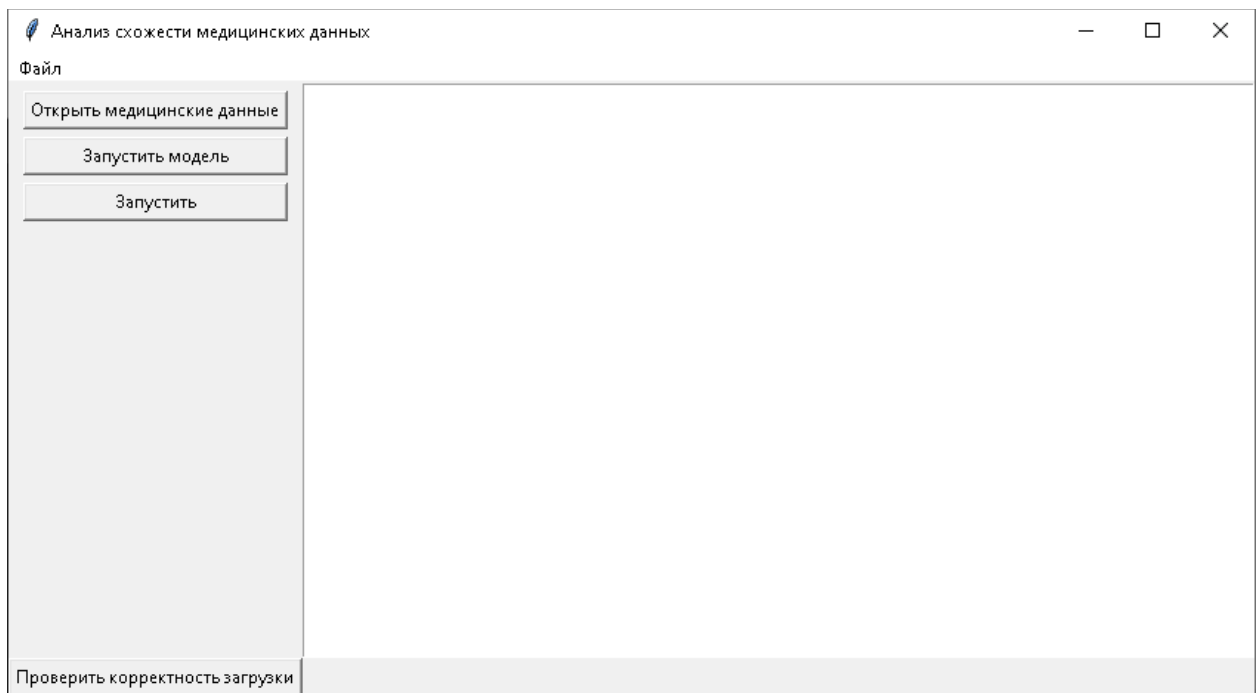 Анализ схожести медицинских данных
Файл
Открыть медицинские данные
Запустить модель
Запустить
Проверить корректность загрузки